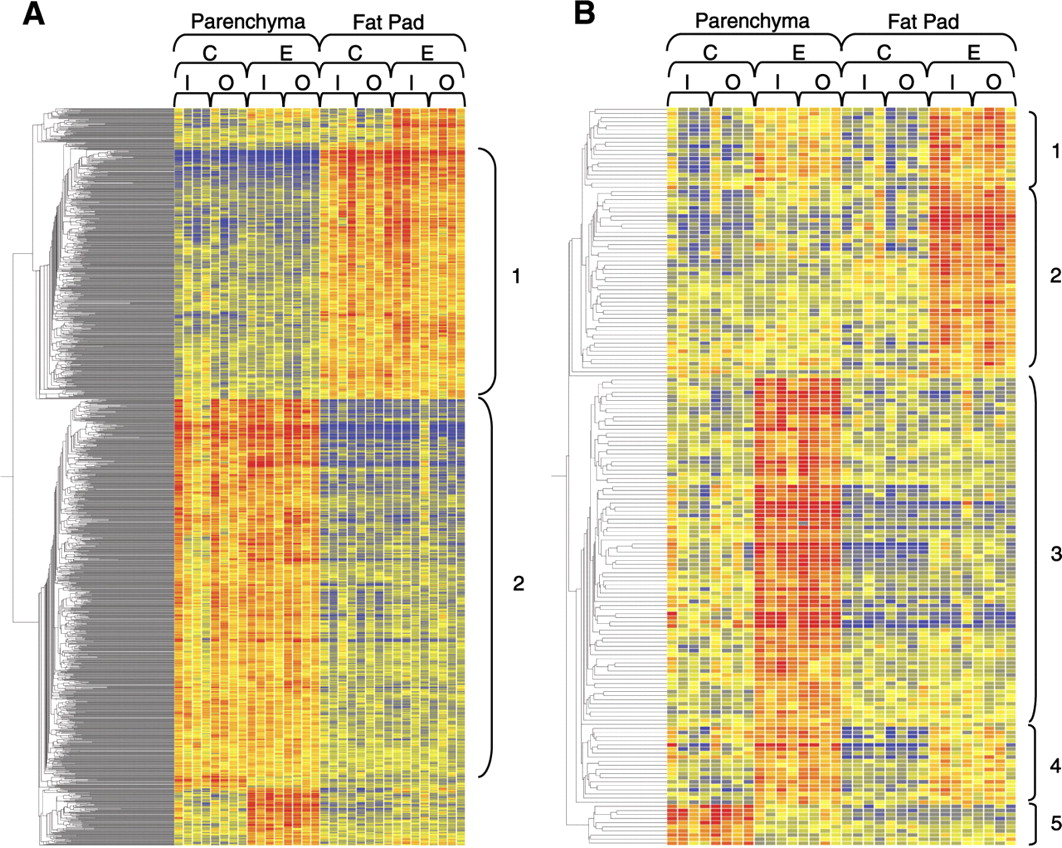 A B
Parenchyma Fat Pad Parenchyma Fat Pad
C E C E C E C E
I O I O I O I O I O I O I O I O
1
1
2
2
3
4
5